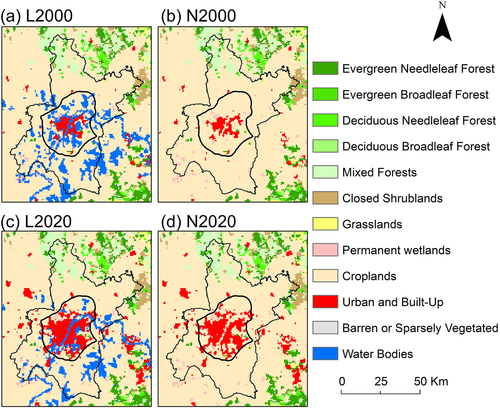 (a) L2000
(b) N2000
N
Evergreen Needleleaf Forest
Evergreen Broadleaf Forest
Deciduous Needleleaf Forest
Deciduous Broadleaf Forest
Mixed Forests
Closed Shrublands
Grasslands
Permanent wetlands
Croplands
Urban and Built-Up
Barren or Sparsely Vegetated
Water Bodies
(c) L2020
(d) N2020
0 25 50 Km